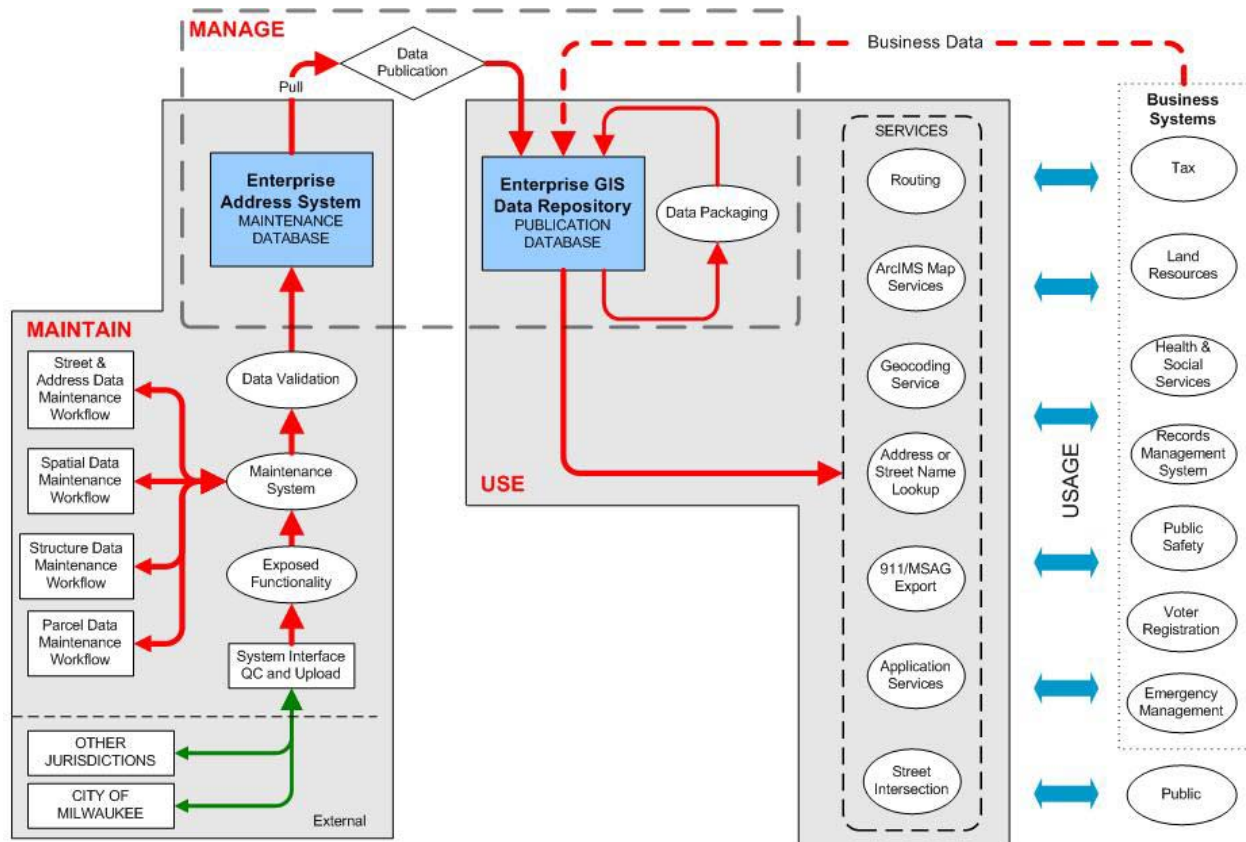 MANAGE
Data
Publication
Pull
Business Data
Enterprise
Address System
MAINTENANCE
DATABASE
Enterprise GIS
Data Repository
PUBLICATION
DATABASE
Data Packaging
MAINTAIN
Street &
Address Data
Maintenance
Workflow
Spatial Data
Maintenance
Workflow
Structure Data
Maintenance
Workflow
Parcel Data
Maintenance
Workflow
Data Validation
Maintenance
System
Exposed
Functionality
System Interface
QC and Upload
OTHER
JURISDICTIONS
CITY OF
MILWAUKEE
External
USE
SERVICES
Routing
ArcIMS Map
Services
Geocoding
Service
Address or
Street Name
Lookup
911/MSAG
Export
Application
Services
Street
Intersection
USAGE
Business
Systems
Tax
Land
Resources
Health &
Social
Services
Records
Management
System
Public
Safety
Voter
Registration
Emergency
Management
Public